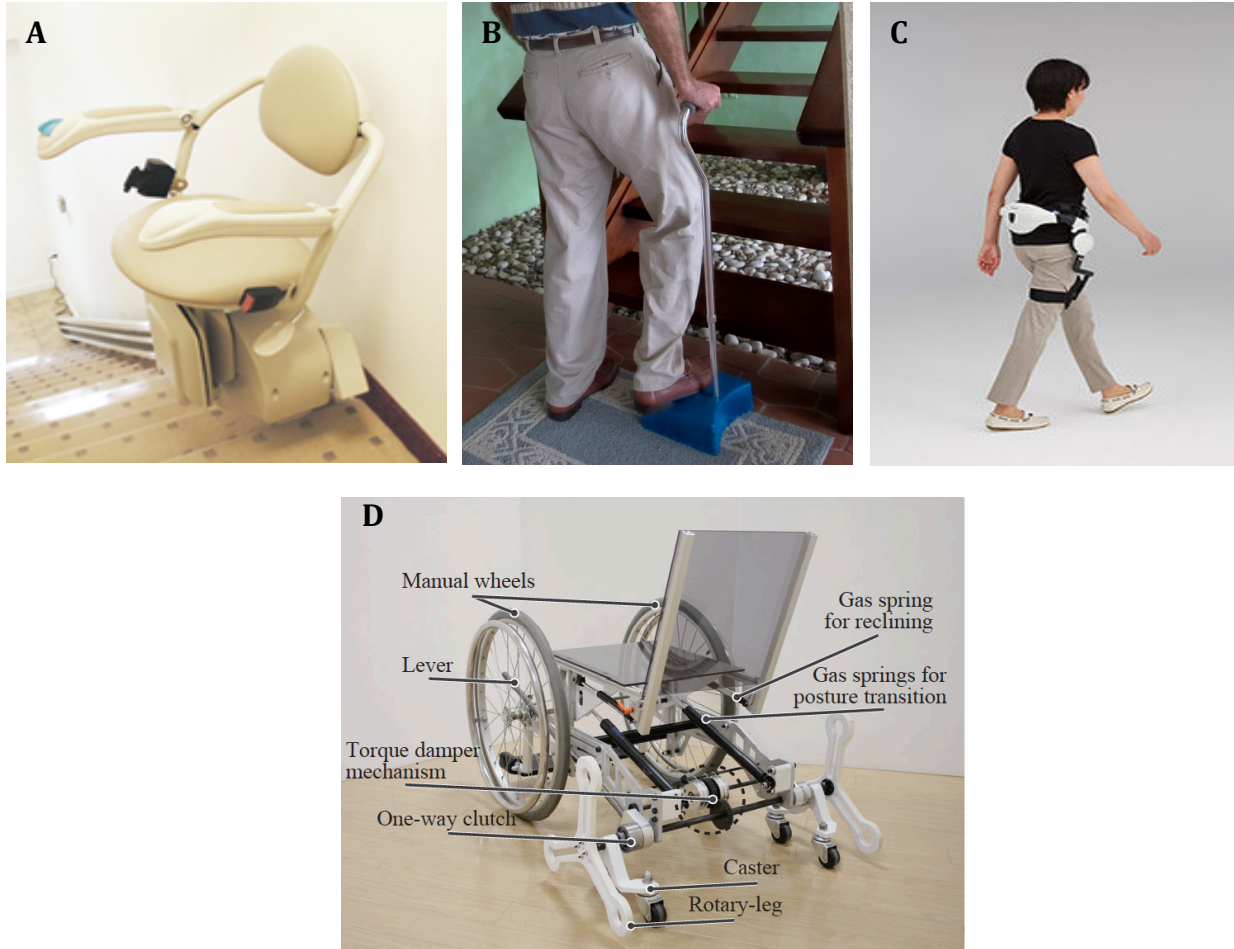 A
B
C
D
Manual wheels
Gas spring
for reclining
Lever
Gas springs for
posture transition
Torque damper
mechanism
One-way clutch
Caster
Rotary-leg